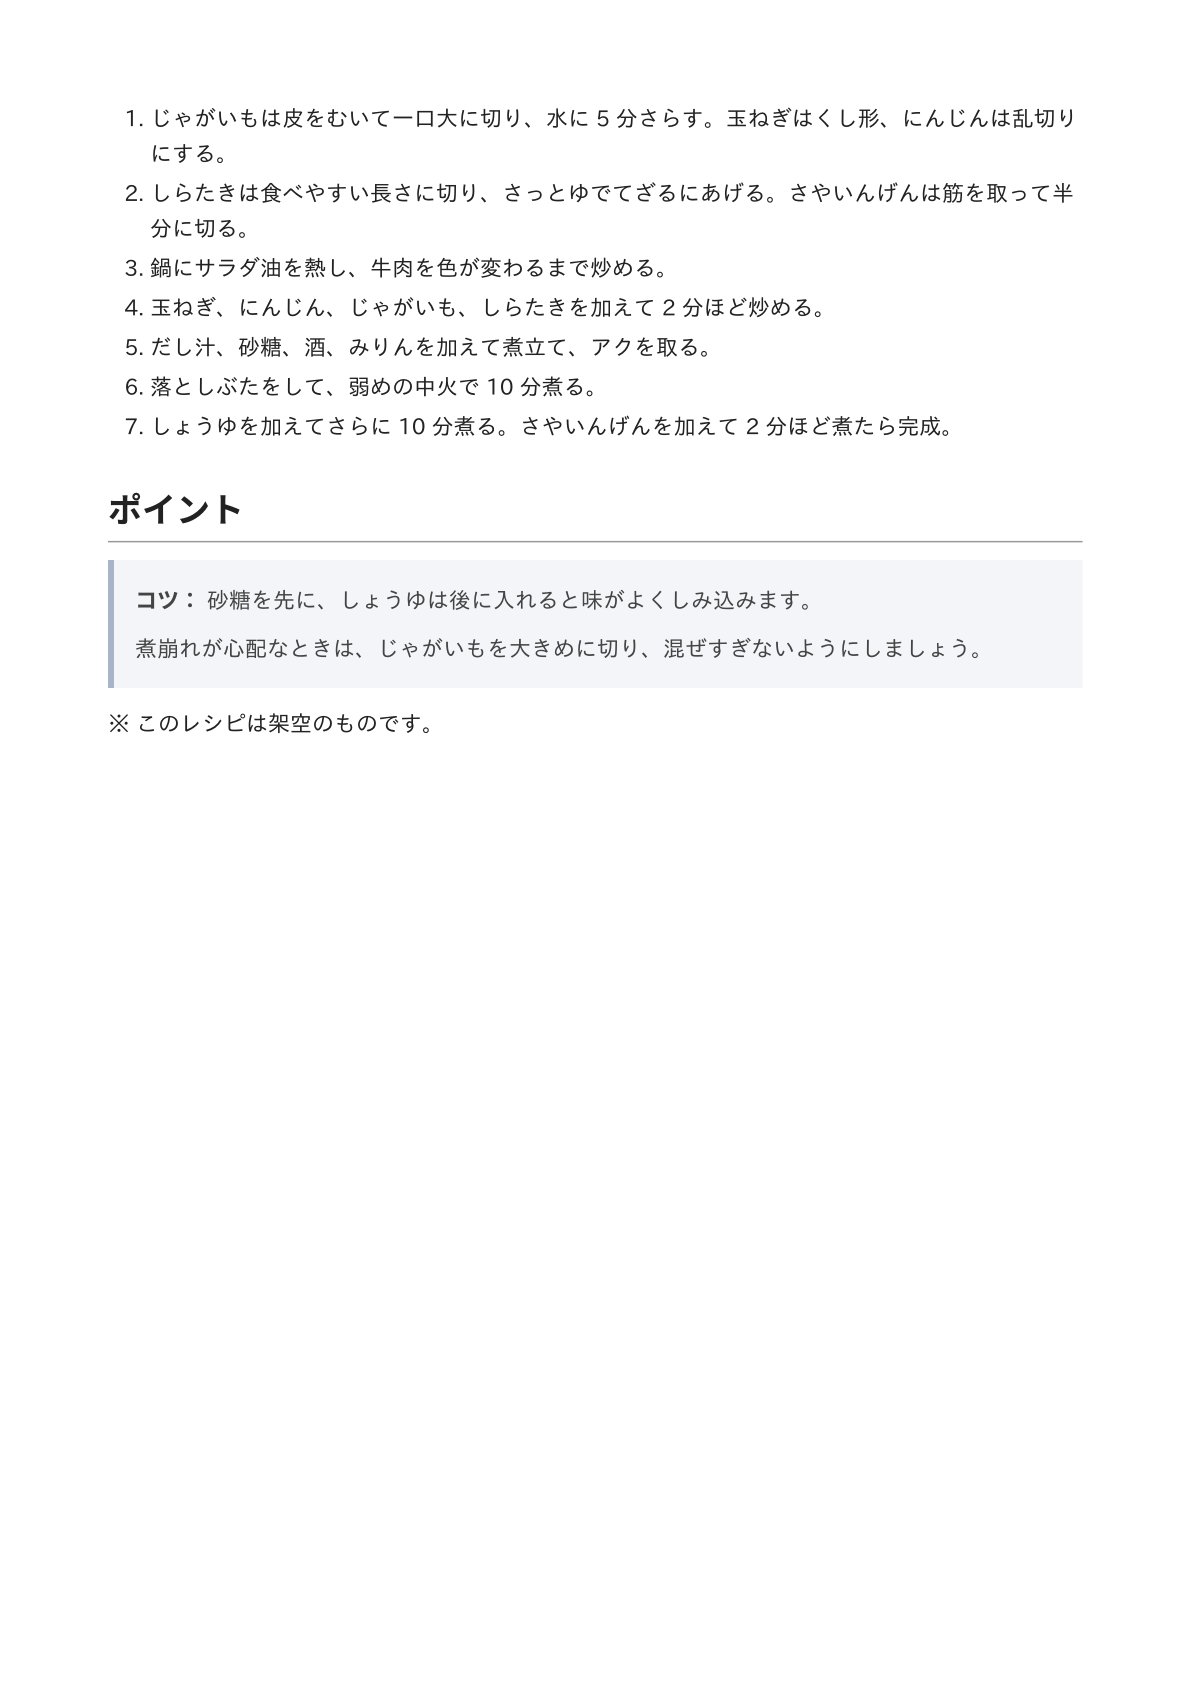 1. じゃがいもは皮をむいて一口大に切り、水に 5 分さらす。玉ねぎはくし形、にんじんは乱切り
にする。
2. しらたきは食べやすい長さに切り、さっとゆでてざるにあげる。さやいんげんは筋を取って半
分に切る。
3. 鍋にサラダ油を熱し、牛肉を色が変わるまで炒める。
4. 玉ねぎ、にんじん、じゃがいも、しらたきを加えて 2 分ほど炒める。
5. だし汁、砂糖、酒、みりんを加えて煮立て、アクを取る。
6. 落としぶたをして、弱めの中火で 10 分煮る。
7. しょうゆを加えてさらに 10 分煮る。さやいんげんを加えて 2 分ほど煮たら完成。
ポイント
コツ： 砂糖を先に、しょうゆは後に入れると味がよくしみ込みます。
煮崩れが心配なときは、じゃがいもを大きめに切り、混ぜすぎないようにしましょう。
※ このレシピは架空のものです。